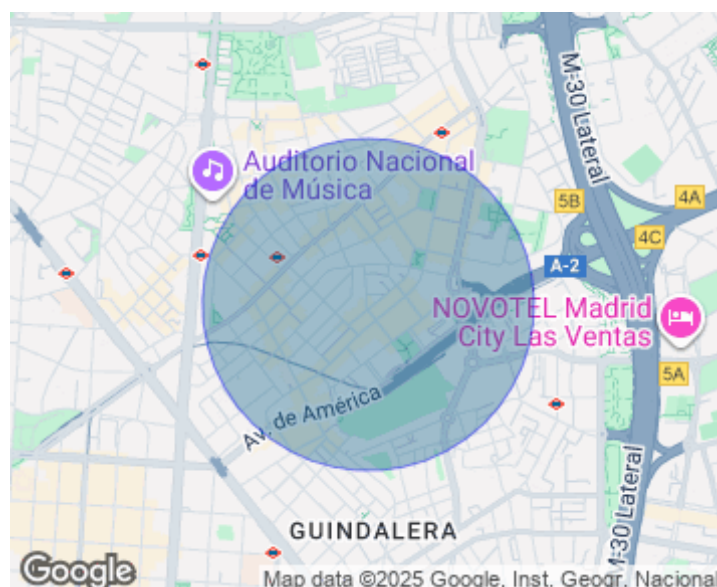 M-30 Lateral
Auditorio Nacional
de Música
5B
4A
4C
A-2
NOVOTEL Madrid
City Las Ventas
5A
Av. de América
M-30 Lateral
GUINDALERA
Google
Map data ©2025 Google, Inst. Geogr. Nacional